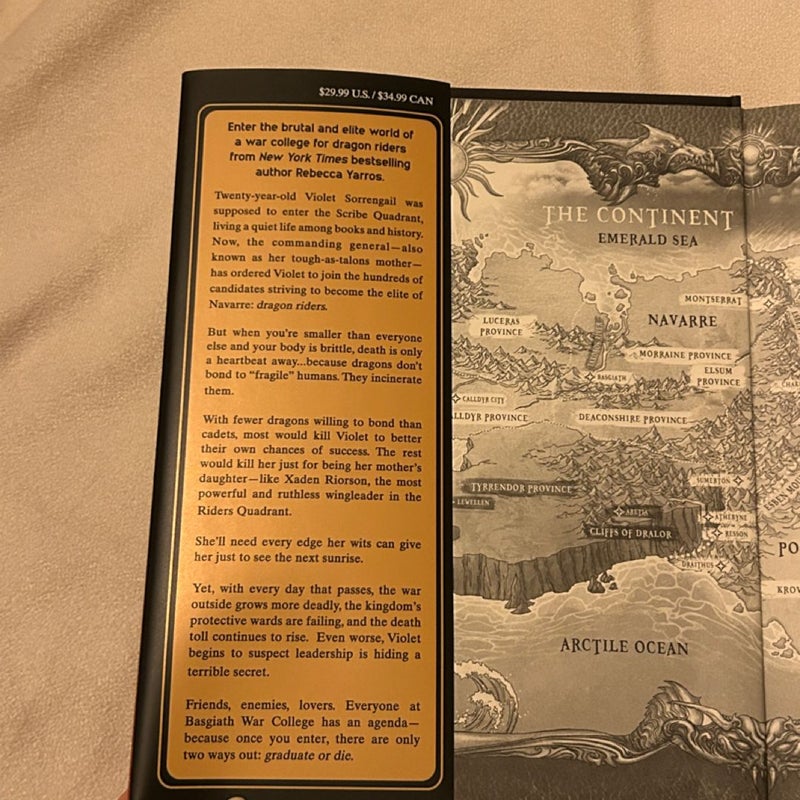 $29.99 U.S. / $34.99 CAN
Enter the brutal and elite world of
a war college for dragon riders
from New York Times bestselling
author Rebecca Yarros.
Twenty-year-old Violet Sorrengail was
supposed to enter the Scribe Quadrant,
living a quiet life among books and history.
Now, the commanding general—also
known as her tough-as-talons mother—
has ordered Violet to join the hundreds of
candidates striving to become the elite of
Navarre: dragon riders.
But when you're smaller than everyone
else and your body is brittle, death is only
a heartbeat away...because dragons don't
bond to "fragile" humans. They incinerate
them.
With fewer dragons willing to bond than
cadets, most would kill Violet to better
their own chances of success. The rest
would kill her just for being her mother's
daughter—like Xaden Riorson, the most
powerful and ruthless wingleader in the
Riders Quadrant.
She'll need every edge her wits can give
her just to see the next sunrise.
Yet, with every day that passes, the war
outside grows more deadly, the kingdom's
protective wards are failing, and the death
toll continues to rise. Even worse, Violet
begins to suspect leadership is hiding a
terrible secret.
Friends, enemies, lovers. Everyone at
Basgiath War College has an agenda—
because once you enter, there are only
two ways out: graduate or die.
THE CONTINENT
EMERALD SEA
MONTSERRAT
LUCERAS
PROVINCE
NAVARRE
MORRAINE PROVINCE
ELSUM
PROVINCE
BASGIATH
CALLDYR CITY
LLDYR PROVINCE
DEACONSHIRE PROVINCE
SUMERTON
TYRRENDOR PROVINCE
LEWELLEN
ARETIA
ATHEBYNE
CLIFFS OF DRALOR
RESSON
DRAITHUS
PO
KROV
ARCTILE OCEAN